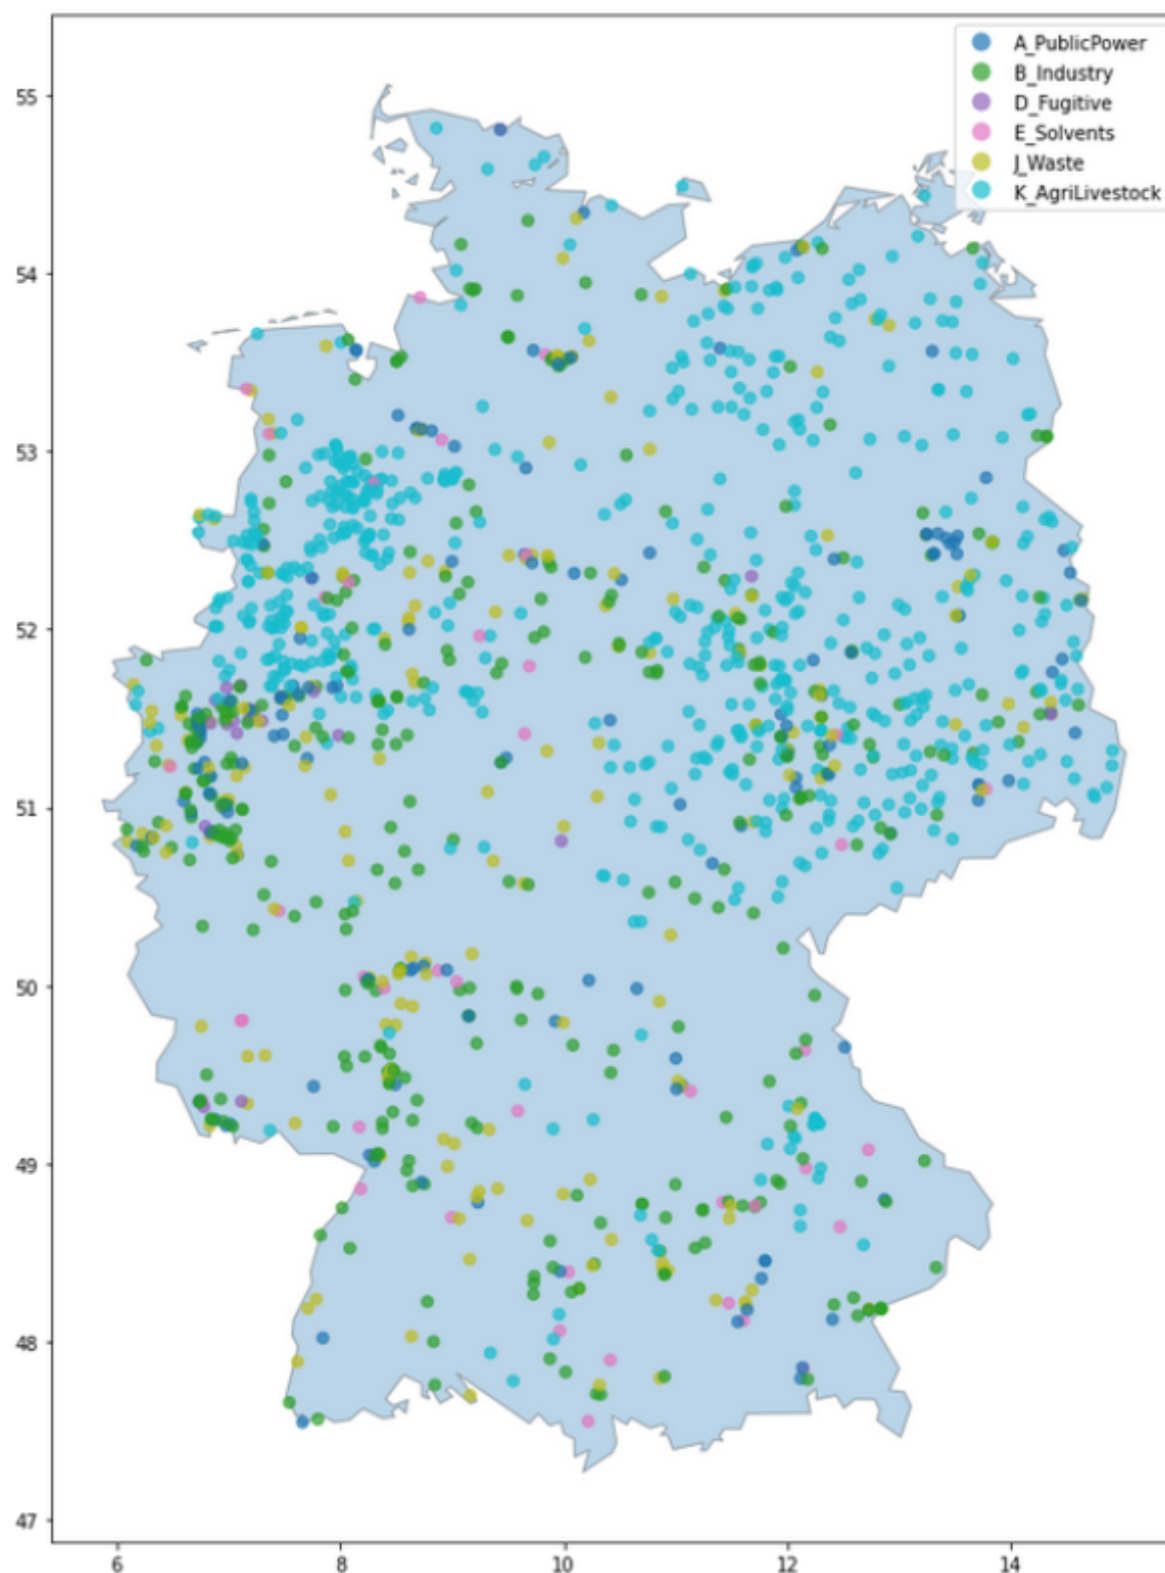 A_PublicPower
B_Industry
D_Fugitive
E_Solvents
J_Waste
K_AgriLivestock
55
54
53
52
51
50
49
48
47
6 8 10 12 14